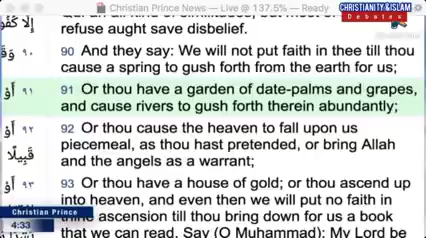 Christian Prince News — Live @ 137.5% — Ready
CHRISTIANITY & ISLAM
Debates
refuse aught save disbelief.
90 And they say: We will not put faith in thee till thou
cause a spring to gush forth from the earth for us;
٩٠
91 Or thou have a garden of date-palms and grapes,
and cause rivers to gush forth therein abundantly;
٩١ أَوْ
92 Or thou cause the heaven to fall upon us
piecemeal, as thou hast pretended, or bring Allah
and the angels as a warrant;
٩٢ أَوْ
قَبِيلًا
93 Or thou have a house of gold; or thou ascend up
into heaven, and even then we will put no faith in
thine ascension till thou bring down for us a book
that we can read. Say (O Muhammad): My Lord be
٩٣ أَوْ
Christian Prince
4:33